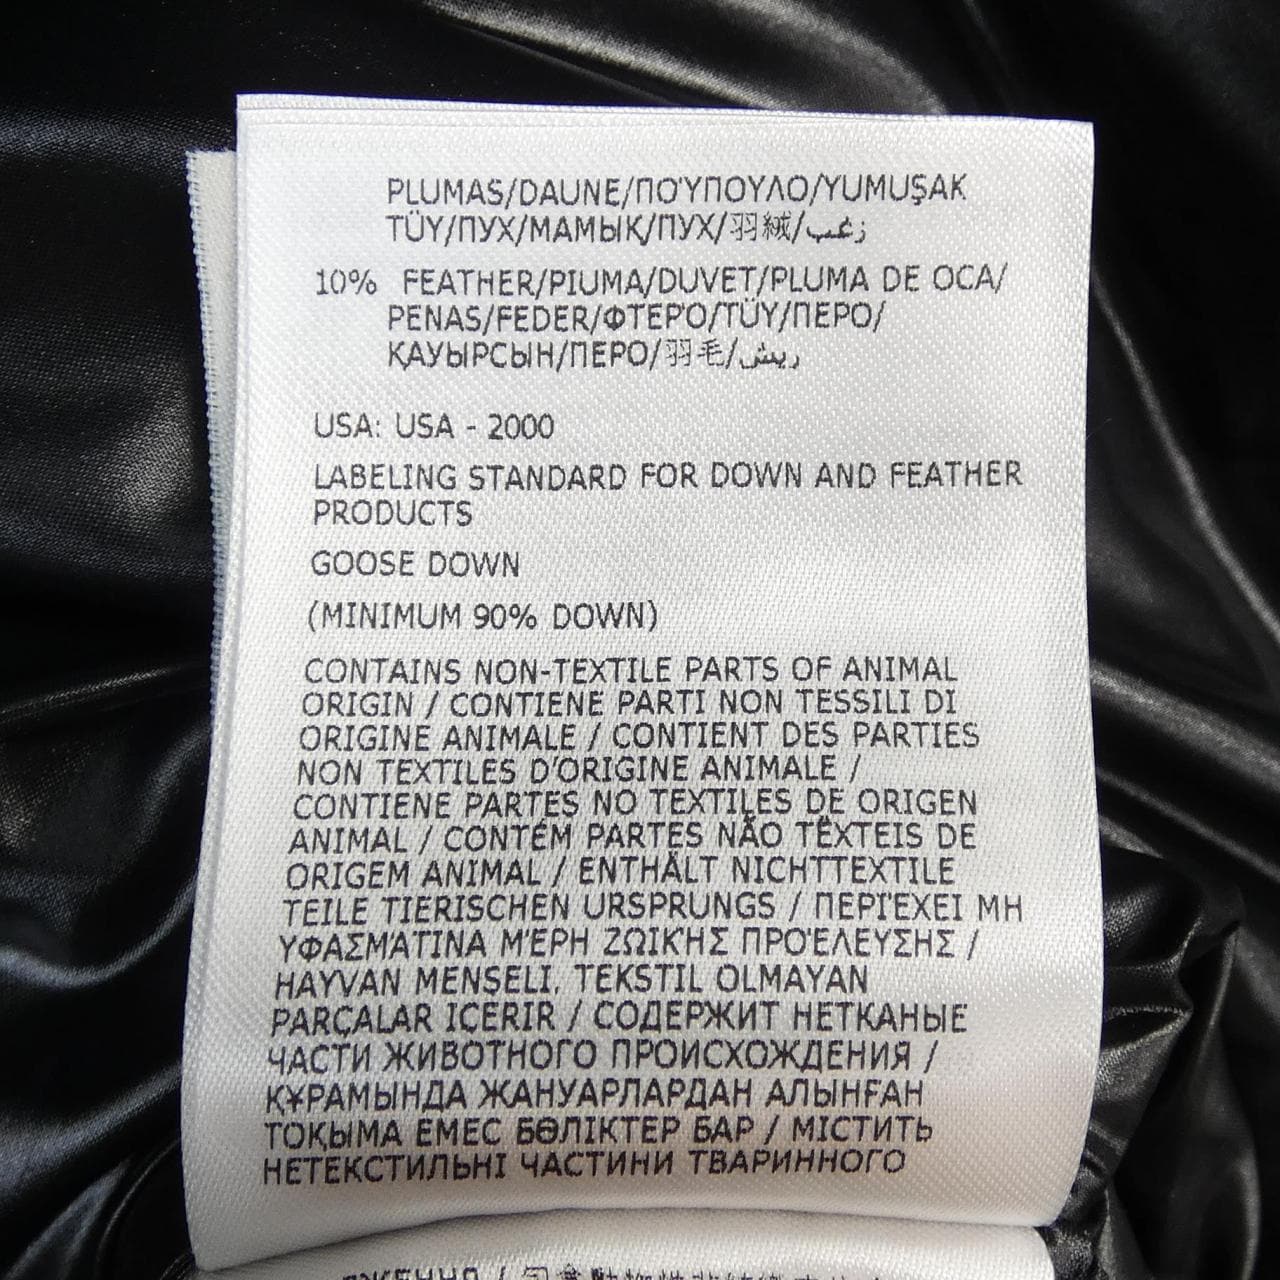 PLUMAS/DAUNE/ΠΟΎΠΟΥΛΟ/YUMUŞAK
TÜY/ПУХ/МАМЫҚ/ПУХ/羽絨/زغب
10% FEATHER/PIUMA/DUVET/PLUMA DE OCA/
PENAS/FEDER/ΦΤΕΡΌ/TÜY/ПЕРО/
ҚАУЫРСЫН/ПЕРО/羽毛/ريش
USA: USA - 2000
LABELING STANDARD FOR DOWN AND FEATHER
PRODUCTS
GOOSE DOWN
(MINIMUM 90% DOWN)
CONTAINS NON-TEXTILE PARTS OF ANIMAL
ORIGIN / CONTIENE PARTI NON TESSILI DI
ORIGINE ANIMALE / CONTIENT DES PARTIES
NON TEXTILES D'ORIGINE ANIMALE /
CONTIENE PARTES NO TEXTILES DE ORIGEN
ANIMAL / CONTÉM PARTES NÃO TËXTEIS DE
ORIGEM ANIMAL / ENTHÄLT NICHTTEXTILE
TEILE TIERISCHEN URSPRUNGS / ΠΕΡΙΈΧΕΙ ΜΗ
ΥΦΑΣΜΑΤΙΝΑ ΜΈΡΗ ΖΩΙΚΉΣ ΠΡΟΈΛΕΥΣΗΣ /
HAYVAN MENŞELI, TEKSTIL OLMAYAN
PARÇALAR IÇERIR / СОДЕРЖИТ НЕТКАНЫЕ
ЧАСТИ ЖИВОТНОГО ПРОИСХОЖДЕНИЯ /
ҚҰРАМЫНДА ЖАНУАРЛАРДАН АЛЫНҒАН
ТОҚЫМА ЕМЕС БӨЛІКТЕР БАР / МІСТИТЬ
НЕТЕКСТИЛЬНІ ЧАСТИНИ ТВАРИННОГО